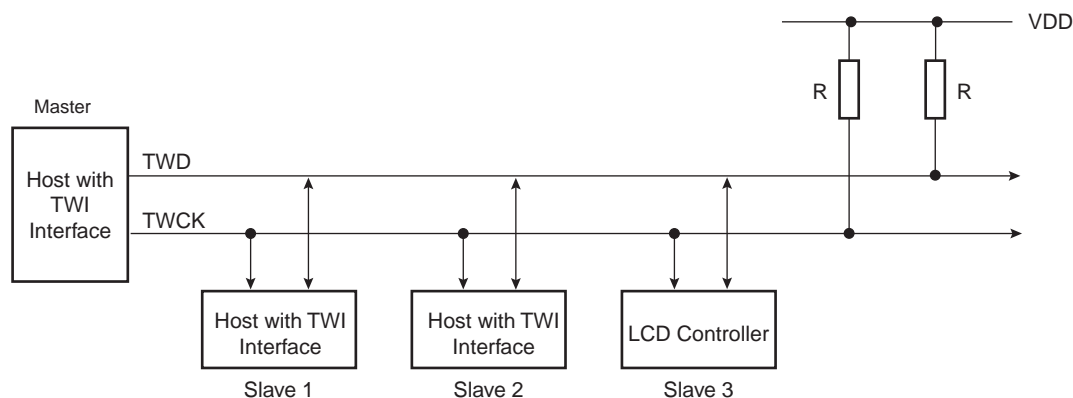 VDD
R
R
Master
Host with
TWI
Interface
TWD
TWCK
Host with TWI
Interface
Slave 1
Host with TWI
Interface
Slave 2
LCD Controller
Slave 3